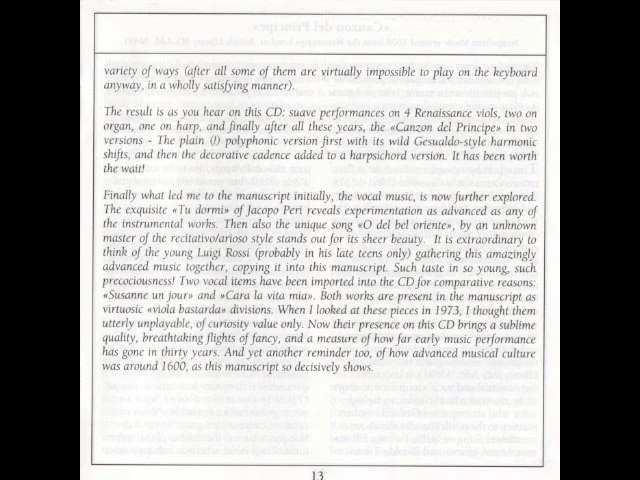 variety of ways (after all some of them are virtually impossible to play on the keyboard
anyway, in a wholly satisfying manner).
The result is as you hear on this CD: suave performances on 4 Renaissance viols, two on
organ, one on harp, and finally after all these years, the «Canzon del Principe» in two
versions - The plain (!) polyphonic version first with its wild Gesualdo-style harmonic
shifts, and then the decorative cadence added to a harpsichord version. It has been worth
the wait!
Finally what led me to the manuscript initially, the vocal music, is now further explored.
The exquisite «Tu dormi» of Jacopo Peri reveals experimentation as advanced as any of
the instrumental works. Then also the unique song «O del bel oriente», by an unknown
master of the recitativo/arioso style stands out for its sheer beauty. It is extraordinary to
think of the young Luigi Rossi (probably in his late teens only) gathering this amazingly
advanced music together, copying it into this manuscript. Such taste in so young, such
precociousness! Two vocal items have been imported into the CD for comparative reasons:
«Susanne un jour» and «Cara la vita mia». Both works are present in the manuscript as
virtuosic «viola bastarda» divisions. When I looked at these pieces in 1973, I thought them
utterly unplayable, of curiosity value only. Now their presence on this CD brings a sublime
quality, breathtaking flights of fancy, and a measure of how far early music performance
has gone in thirty years. And yet another reminder too, of how advanced musical culture
was around 1600, as this manuscript so decisively shows.
13